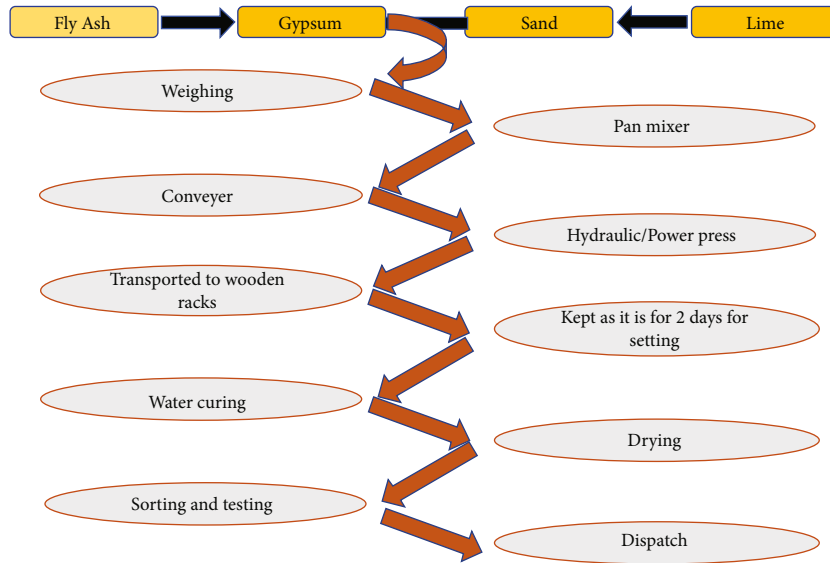 Fly Ash
Gypsum
Sand
Lime
Weighing
Pan mixer
Conveyer
Hydraulic/Power press
Transported to wooden
racks
Kept as it is for 2 days for
setting
Water curing
Drying
Sorting and testing
Dispatch